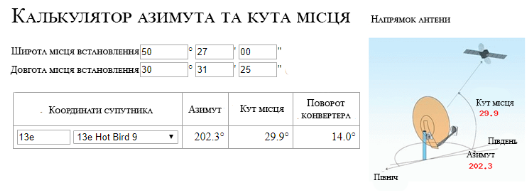 Калькулятор азимута та кута місця
Напрямок антени
Широта місця встановлення 50 ° 27 ' 00 "
Довгота місця встановлення 30 ° 31 ' 25 "
Координати супутника Азимут Кут місця Поворот конвертера
13e 13e Hot Bird 9 202.3° 29.9° 14.0°
Кут місця
29.9
Південь
Азимут
202.3
Північ